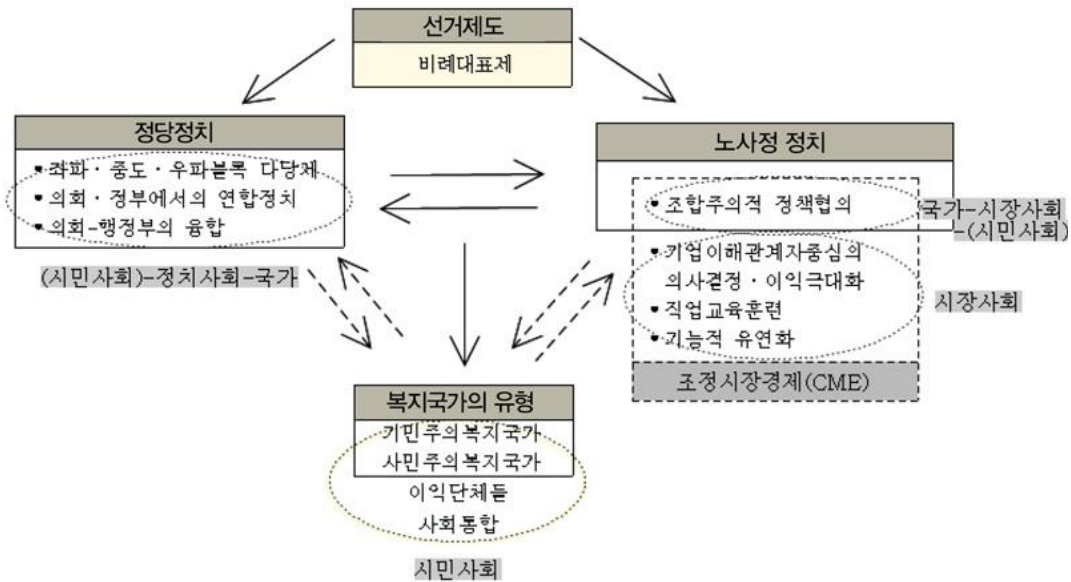 선거제도
비례대표제
정당정치
• 좌파·중도·우파블록 다당체
• 의회·정부에서의 연합정치
• 의회-행정부의 융합
(시민사회)-정치사회-국가
노사정 정치
• 조합주의적 정책협의
국가-시장사회
-(시민사회)
• 기업이해관계자중심의
의사결정·이익극대화
• 직업교육훈련
• 기능적 유연화
시장사회
조정시장경제(CME)
복지국가의 유형
기민주의복지국가
사민주의복지국가
이익단체들
사회통합
시민사회